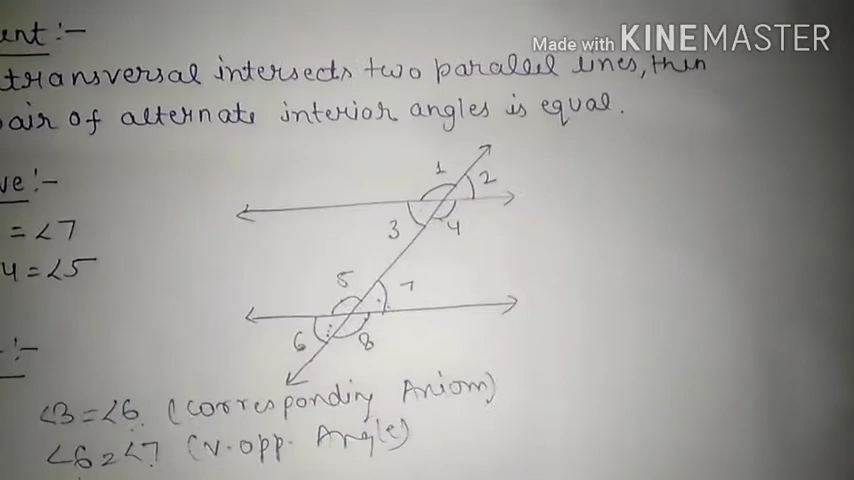 Made with KINEMASTER
ent :-
transversal intersects two parallel lines, then
air of alternate interior angles is equal.
ve :-
= <7
4 = <5
1
2
3
4
5
7
6
8
:-
<3 = <6 (Corresponding Axiom)
<6 = <7 (V. opp. Angle)